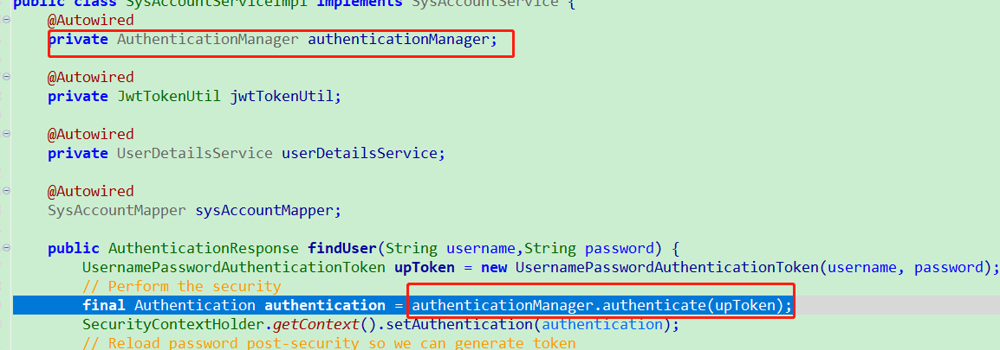 public class SysAccountServiceImpl implements SysAccountService {
@Autowired
private AuthenticationManager authenticationManager;
@Autowired
private JwtTokenUtil jwtTokenUtil;
@Autowired
private UserDetailsService userDetailsService;
@Autowired
SysAccountMapper sysAccountMapper;
public AuthenticationResponse findUser(String username,String password) {
UsernamePasswordAuthenticationToken upToken = new UsernamePasswordAuthenticationToken(username, password);
// Perform the security
final Authentication authentication = authenticationManager.authenticate(upToken);
SecurityContextHolder.getContext().setAuthentication(authentication);
// Reload password post-security so we can generate token